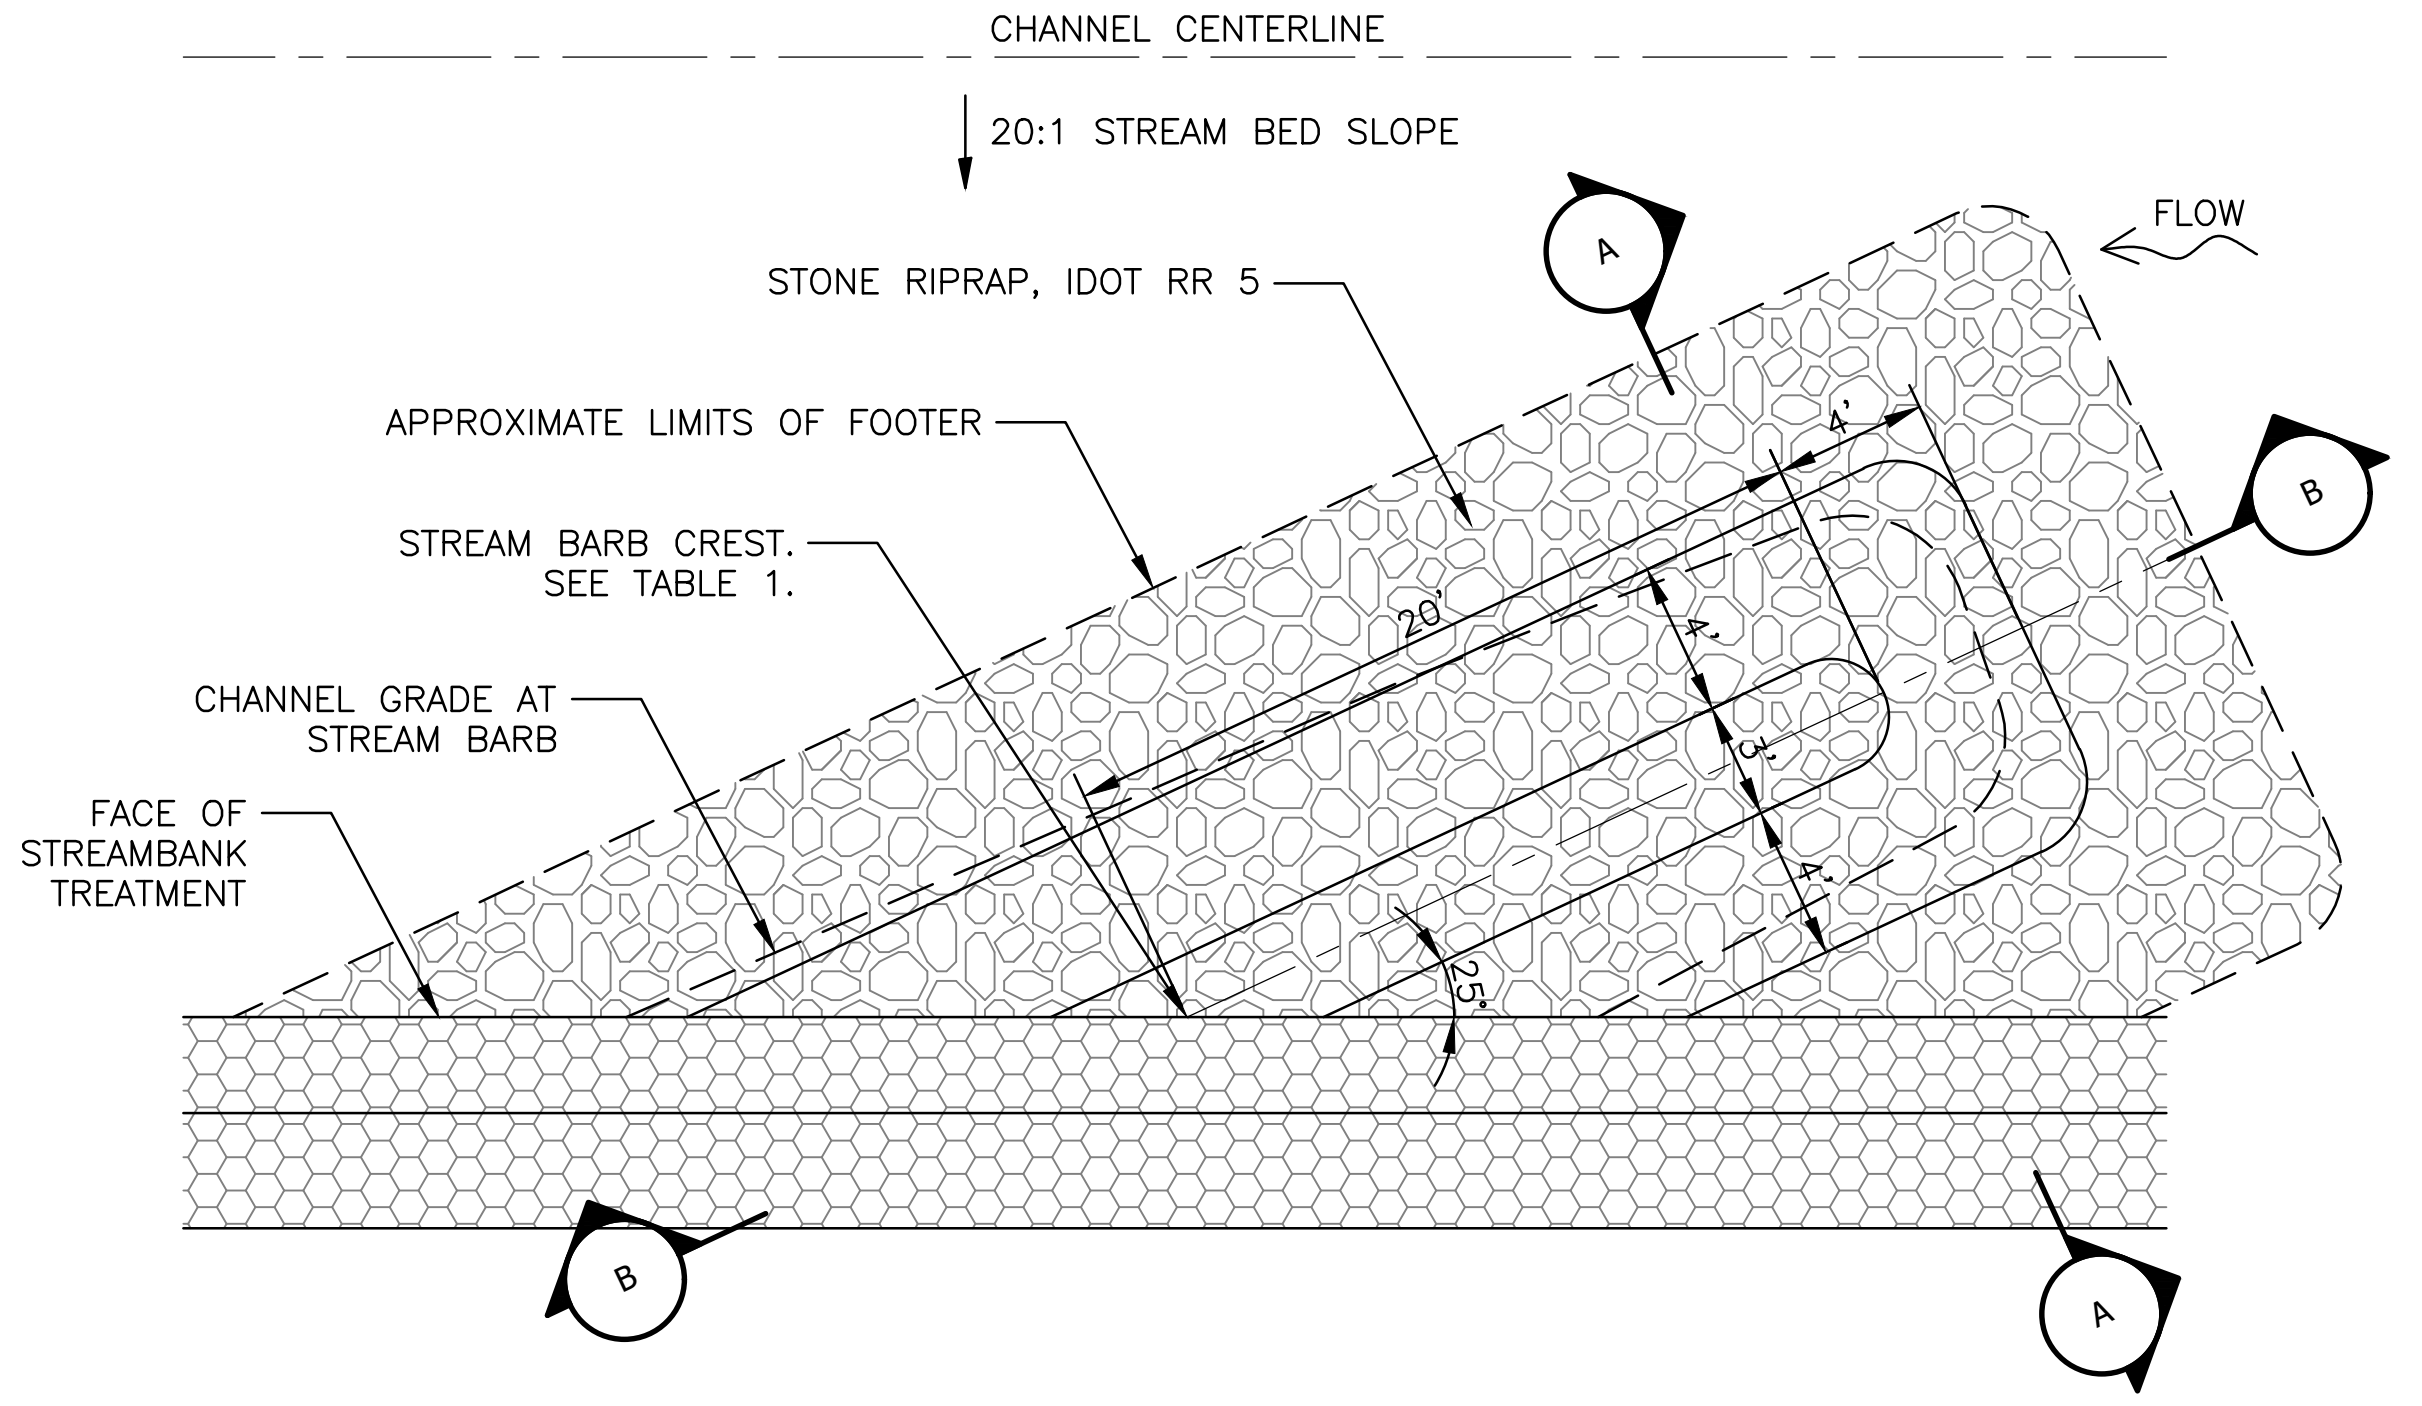 CHANNEL CENTERLINE
20:1 STREAM BED SLOPE
FLOW
A
STONE RIPRAP, IDOT RR 5
4'
APPROXIMATE LIMITS OF FOOTER
B
STREAM BARB CREST.
SEE TABLE 1.
20'
4'
CHANNEL GRADE AT
STREAM BARB
3'
FACE OF
STREAMBANK
TREATMENT
4'
25°
B
A